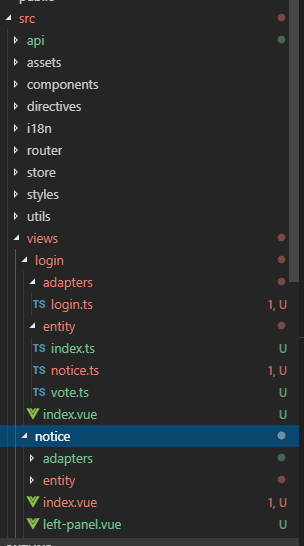 src
api
assets
components
directives
i18n
router
store
styles
utils
views
login
adapters
TS login.ts 1, U
entity
TS index.ts U
TS notice.ts 1, U
TS vote.ts U
index.vue U
notice
adapters
entity
index.vue 1, U
left-panel.vue U